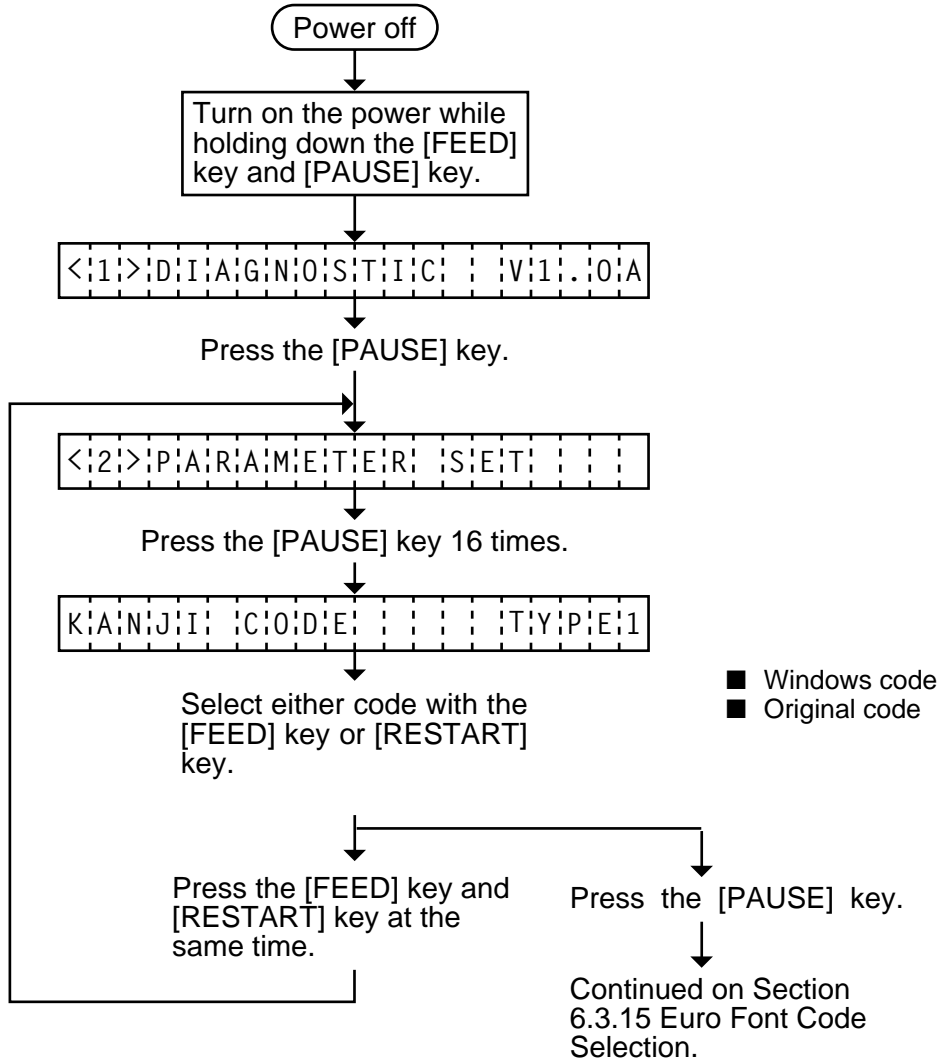 Power off
Turn on the power while
holding down the [FEED]
key and [PAUSE] key.
<1>DIAGNOSTIC  V1.0A
Press the [PAUSE] key.
<2>PARAMETER SET
Press the [PAUSE] key 16 times.
KANJI CODE     TYPE1
Select either code with the
[FEED] key or [RESTART]
key.
■ Windows code
■ Original code
Press the [FEED] key and
[RESTART] key at the
same time.
Press the [PAUSE] key.
Continued on Section
6.3.15 Euro Font Code
Selection.